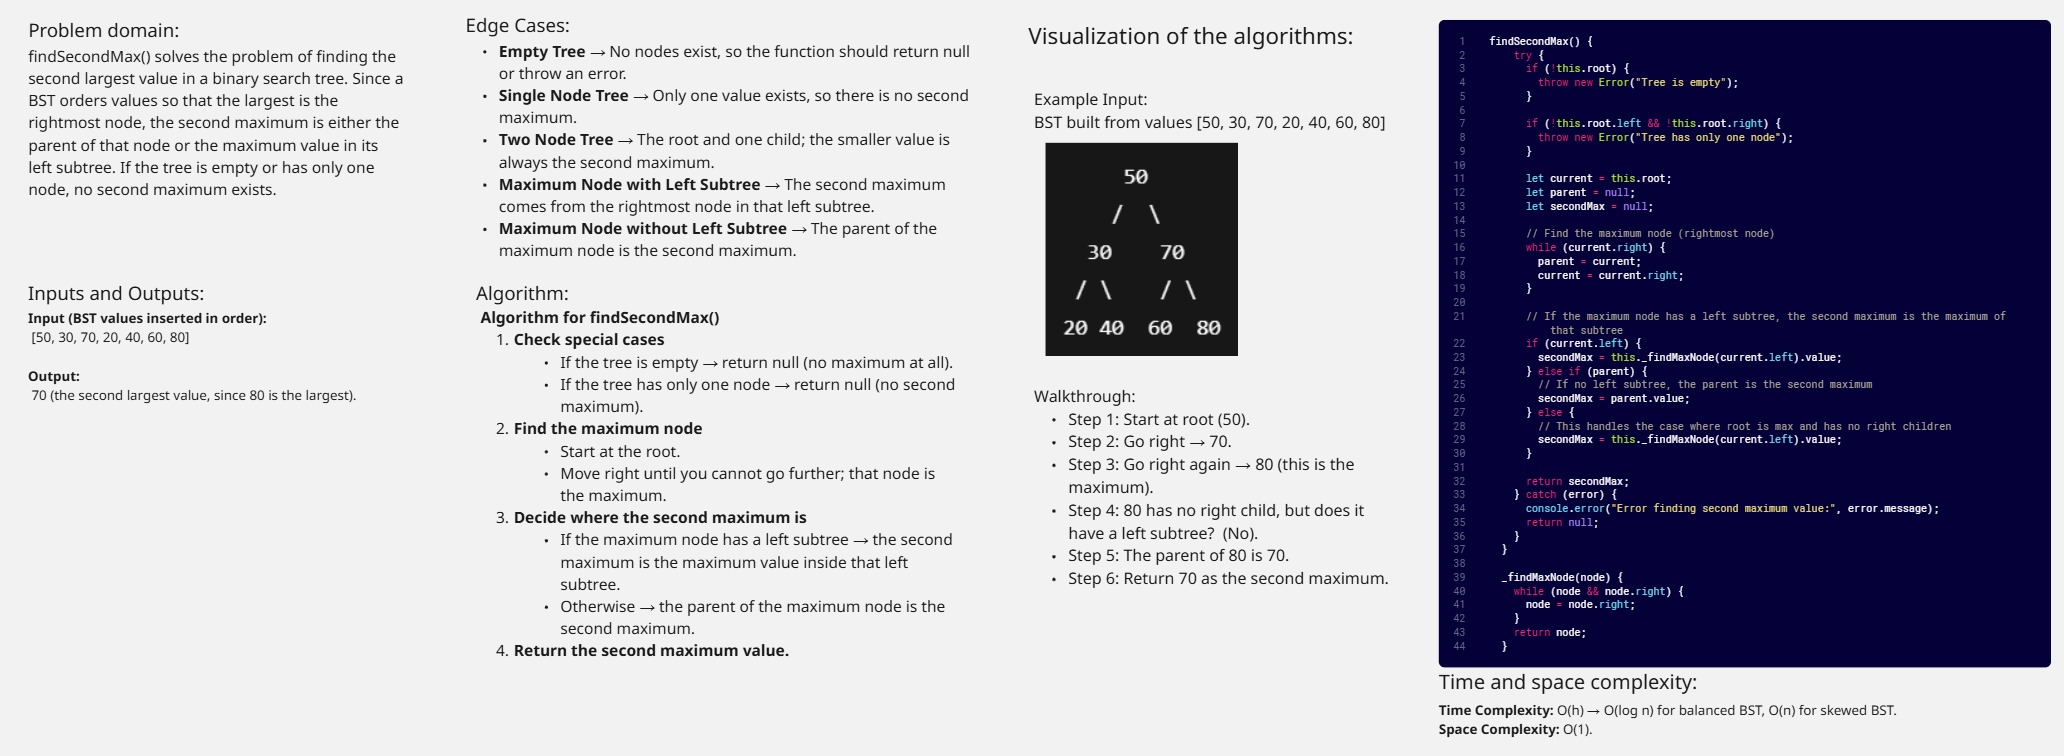 Problem domain:
findSecondMax() solves the problem of finding the
second largest value in a binary search tree. Since a
BST orders values so that the largest is the
rightmost node, the second maximum is either the
parent of that node or the maximum value in its
left subtree. If the tree is empty or has only one
node, no second maximum exists.
Inputs and Outputs:
Input (BST values inserted in order):
[50, 30, 70, 20, 40, 60, 80]
Output:
70 (the second largest value, since 80 is the largest).
Edge Cases:
• Empty Tree → No nodes exist, so the function should return null
or throw an error.
• Single Node Tree → Only one value exists, so there is no second
maximum.
• Two Node Tree → The root and one child; the smaller value is
always the second maximum.
• Maximum Node with Left Subtree → The second maximum
comes from the rightmost node in that left subtree.
• Maximum Node without Left Subtree → The parent of the
maximum node is the second maximum.
Algorithm:
Algorithm for findSecondMax()
1. Check special cases
• If the tree is empty → return null (no maximum at all).
• If the tree has only one node → return null (no second
maximum).
2. Find the maximum node
• Start at the root.
• Move right until you cannot go further; that node is
the maximum.
3. Decide where the second maximum is
• If the maximum node has a left subtree → the second
maximum is the maximum value inside that left
subtree.
• Otherwise → the parent of the maximum node is the
second maximum.
4. Return the second maximum value.
Visualization of the algorithms:
Example Input:
BST built from values [50, 30, 70, 20, 40, 60, 80]
50
/ \
30 70
/ \ / \
20 40 60 80
Walkthrough:
• Step 1: Start at root (50).
• Step 2: Go right → 70.
• Step 3: Go right again → 80 (this is the
maximum).
• Step 4: 80 has no right child, but does it
have a left subtree? (No).
• Step 5: The parent of 80 is 70.
• Step 6: Return 70 as the second maximum.
1 findSecondMax() {
2 try {
3 if (!this.root) {
4 throw new Error("Tree is empty");
5 }
6
7 if (!this.root.left && !this.root.right) {
8 throw new Error("Tree has only one node");
9 }
10
11 let current = this.root;
12 let parent = null;
13 let secondMax = null;
14
15 // Find the maximum node (rightmost node)
16 while (current.right) {
17 parent = current;
18 current = current.right;
19 }
20
21 // If the maximum node has a left subtree, the second maximum is the maximum of
that subtree
22 if (current.left) {
23 secondMax = this._findMaxNode(current.left).value;
24 } else if (parent) {
25 // If no left subtree, the parent is the second maximum
26 secondMax = parent.value;
27 } else {
28 // This handles the case where root is max and has no right children
29 secondMax = this._findMaxNode(current.left).value;
30 }
31
32 return secondMax;
33 } catch (error) {
34 console.error("Error finding second maximum value:", error.message);
35 return null;
36 }
37 }
38
39 _findMaxNode(node) {
40 while (node && node.right) {
41 node = node.right;
42 }
43 return node;
44 }
Time and space complexity:
Time Complexity: O(h) → O(log n) for balanced BST, O(n) for skewed BST.
Space Complexity: O(1).